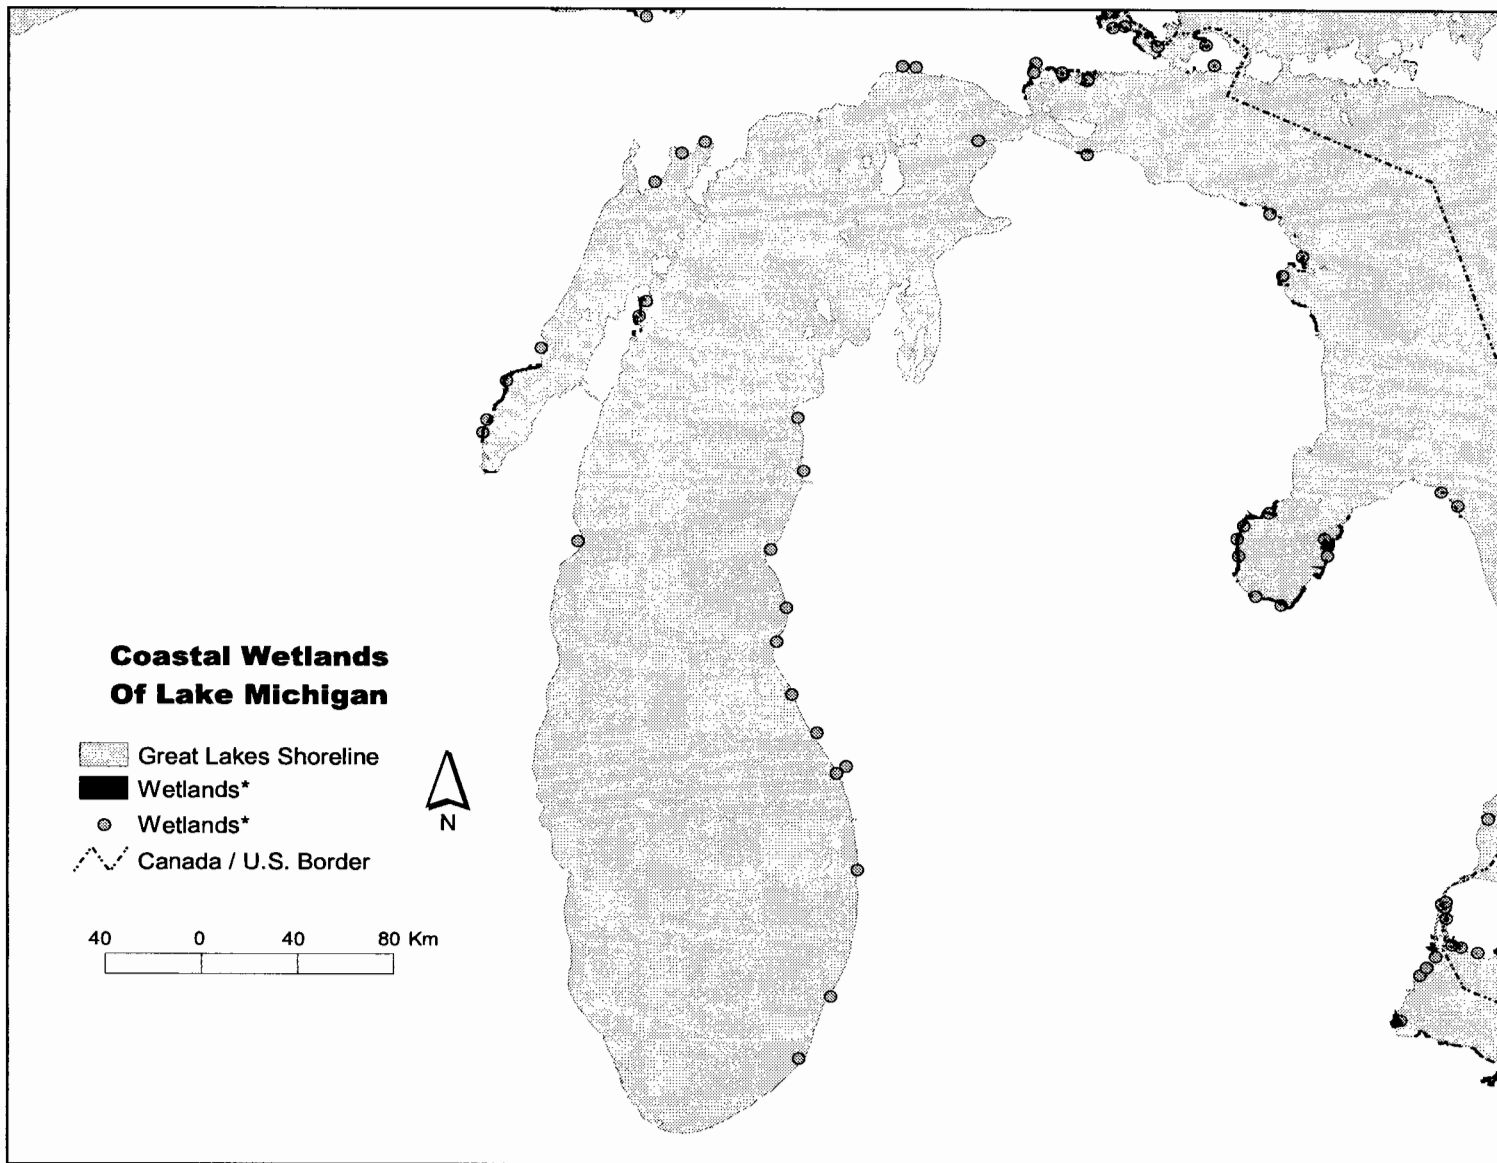 Coastal Wetlands
Of Lake Michigan
Great Lakes Shoreline
Wetlands*
Wetlands*
Canada / U.S. Border
N
40 0 40 80 Km